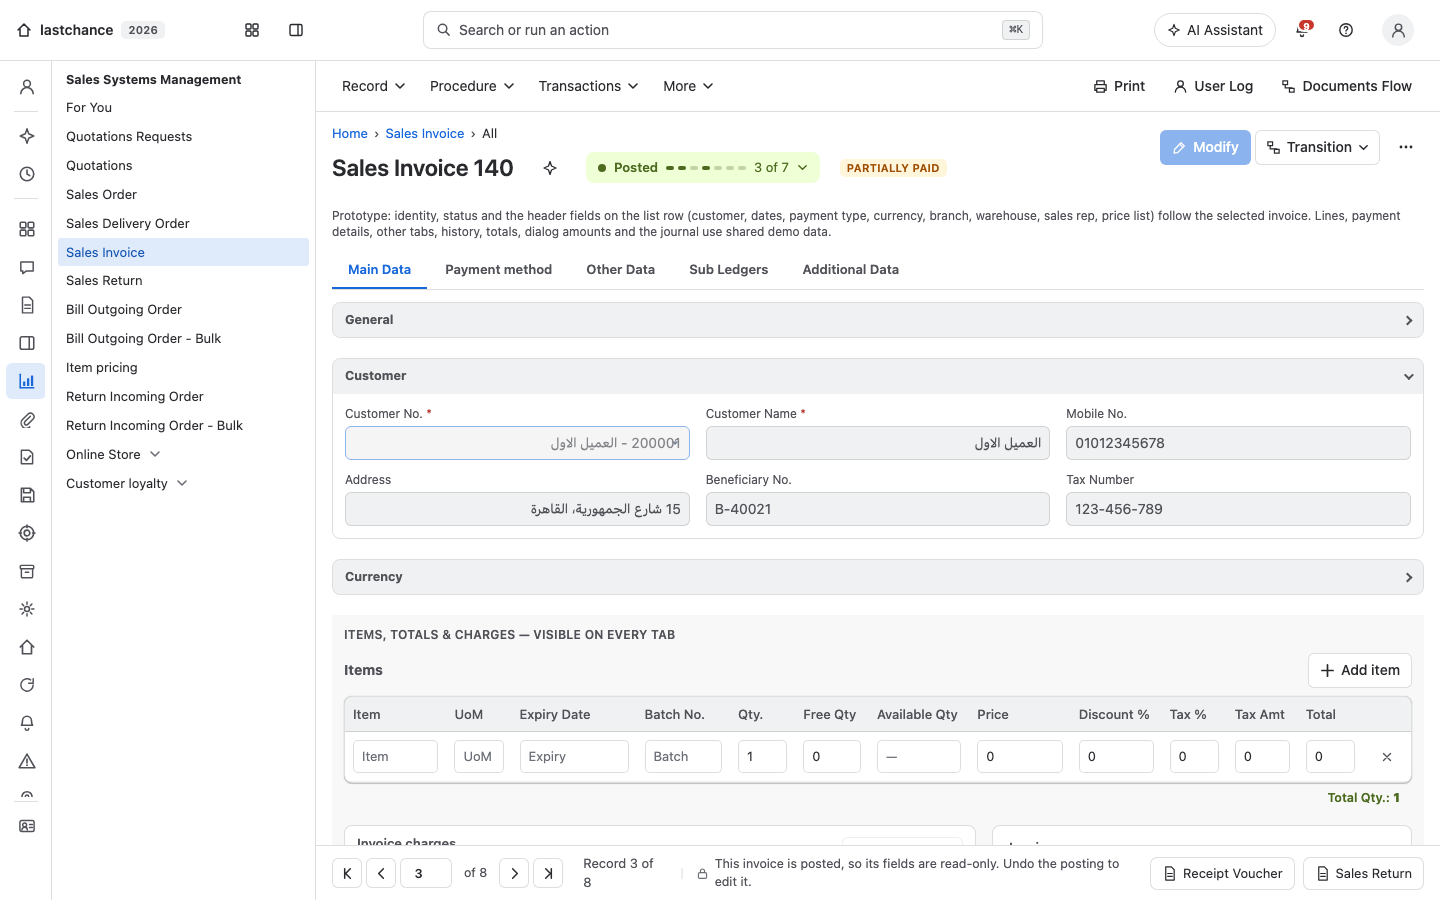 lastchance 2026
Search or run an action
⌘K
AI Assistant
9
Sales Systems Management
For You
Quotations Requests
Quotations
Sales Order
Sales Delivery Order
Sales Invoice
Sales Return
Bill Outgoing Order
Bill Outgoing Order - Bulk
Item pricing
Return Incoming Order
Return Incoming Order - Bulk
Online Store
Customer loyalty
Record Procedure Transactions More
Print User Log Documents Flow
Home › Sales Invoice › All
Sales Invoice 140
Posted 3 of 7
PARTIALLY PAID
Modify Transition
Prototype: identity, status and the header fields on the list row (customer, dates, payment type, currency, branch, warehouse, sales rep, price list) follow the selected invoice. Lines, payment
details, other tabs, history, totals, dialog amounts and the journal use shared demo data.
Main Data Payment method Other Data Sub Ledgers Additional Data
General
Customer
Customer No. * Customer Name * Mobile No.
200001 - العميل الاول العميل الاول 01012345678
Address Beneficiary No. Tax Number
15 شارع الجمهورية، القاهرة B-40021 123-456-789
Currency
ITEMS, TOTALS & CHARGES — VISIBLE ON EVERY TAB
Items Add item
Item UoM Expiry Date Batch No. Qty. Free Qty Available Qty Price Discount % Tax % Tax Amt Total
Item UoM Expiry Batch 1 0 — 0 0 0 0 0
Total Qty.: 1
Invoice charges
3 of 8
Record 3 of
8
This invoice is posted, so its fields are read-only. Undo the posting to
edit it.
Receipt Voucher Sales Return